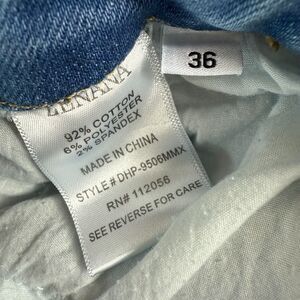 ZENANA
36
92% COTTON
6% POLYESTER
2% SPANDEX
MADE IN CHINA
STYLE # DHP-9506MMX
RN# 112056
SEE REVERSE FOR CARE